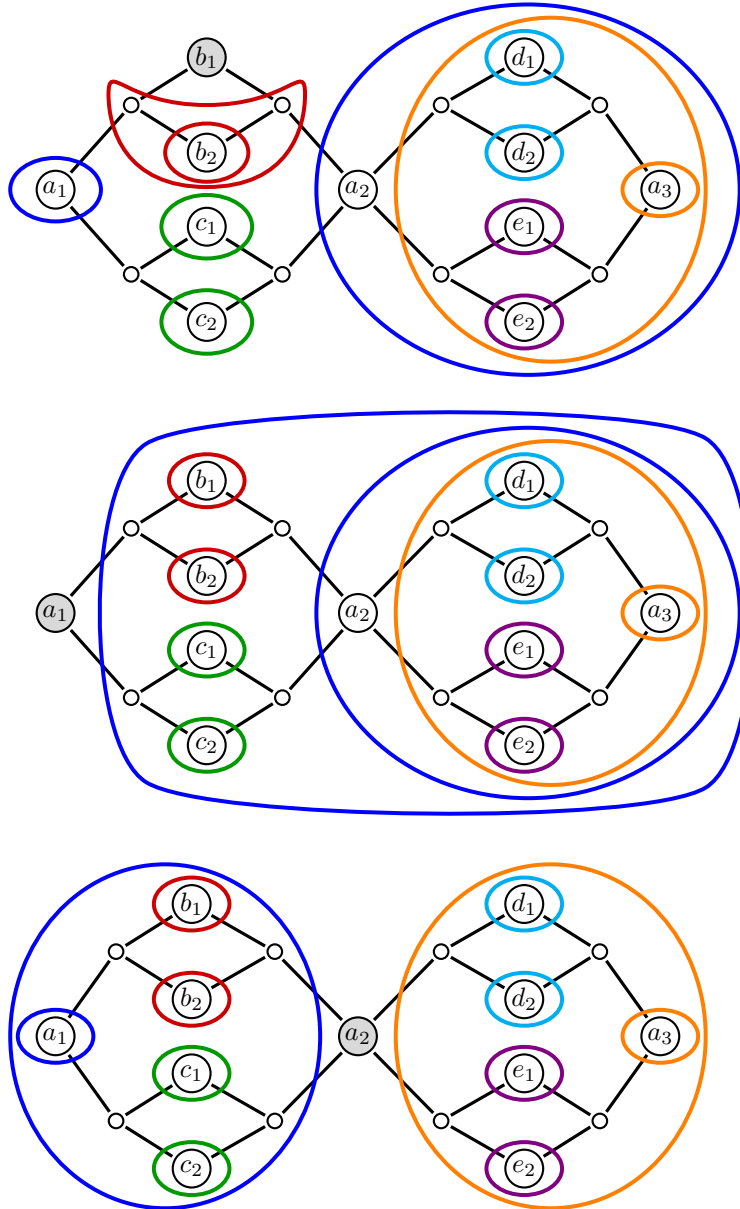 b₁ d₁
b₂ d₂
a₁ a₂ a₃
c₁ e₁
c₂ e₂
b₁ d₁
b₂ d₂
a₁ a₂ a₃
c₁ e₁
c₂ e₂
b₁ d₁
b₂ d₂
a₁ a₂ a₃
c₁ e₁
c₂ e₂